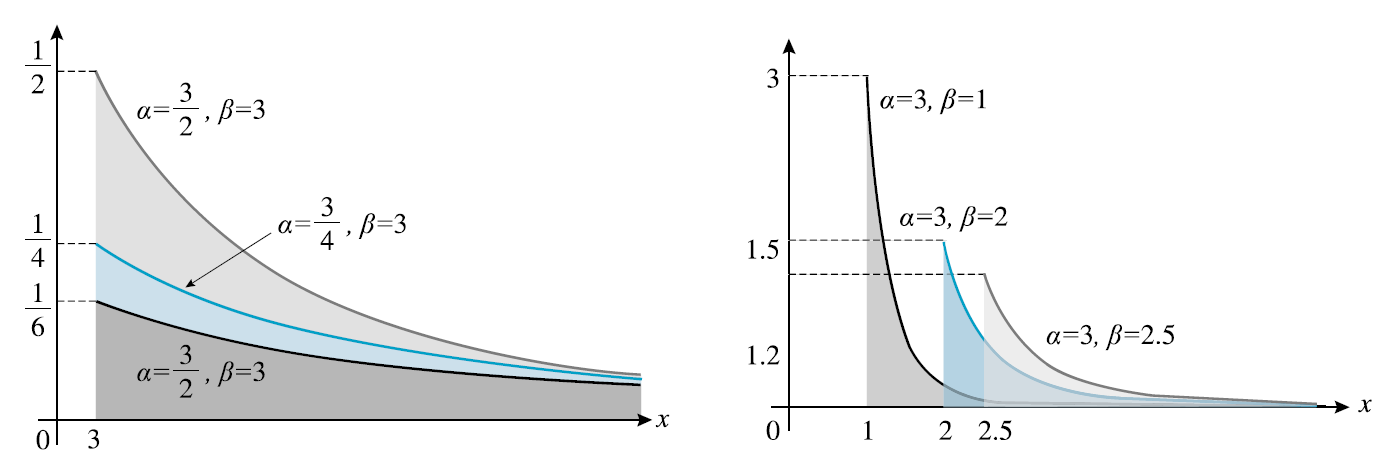 1/2
α=3/2, β=3
α=3/4, β=3
1/4
1/6
α=3/2, β=3
0
3
x
3
α=3, β=1
α=3, β=2
1.5
α=3, β=2.5
1.2
0
1
2
2.5
x